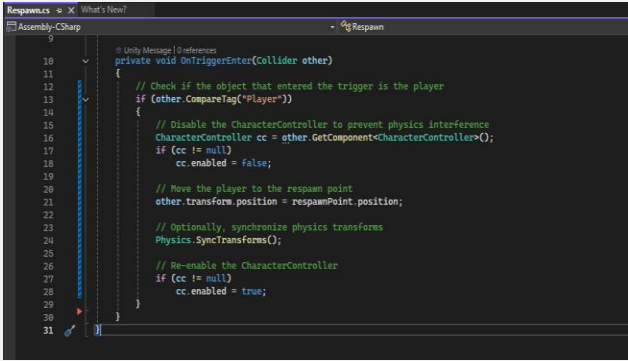 Respawn.cs What's New?
Assembly-CSharp Respawn
9
Unity Message | 0 references
10 private void OnTriggerEnter(Collider other)
11 {
12 // Check if the object that entered the trigger is the player
13 if (other.CompareTag("Player"))
14 {
15 // Disable the CharacterController to prevent physics interference
16 CharacterController cc = other.GetComponent<CharacterController>();
17 if (cc != null)
18 cc.enabled = false;
19
20 // Move the player to the respawn point
21 other.transform.position = respawnPoint.position;
22
23 // Optionally, synchronize physics transforms
24 Physics.SyncTransforms();
25
26 // Re-enable the CharacterController
27 if (cc != null)
28 cc.enabled = true;
29 }
30 }
31 }